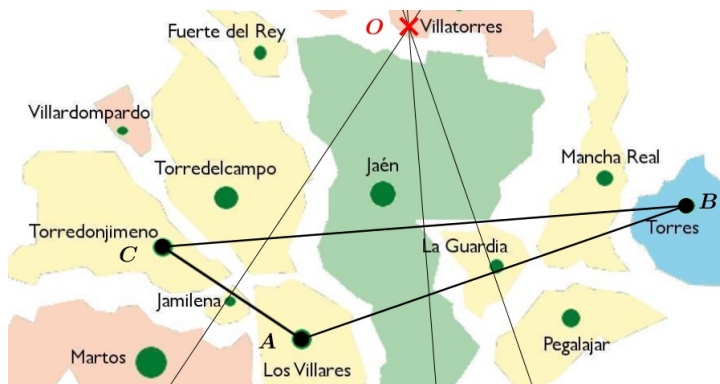 O Villatorres
Fuerte del Rey
Villardompardo
Torredelcampo
Jaén
Mancha Real
B
Torres
Torredonjimeno
C
La Guardia
Jamilena
A
Los Villares
Martos
Pegalajar